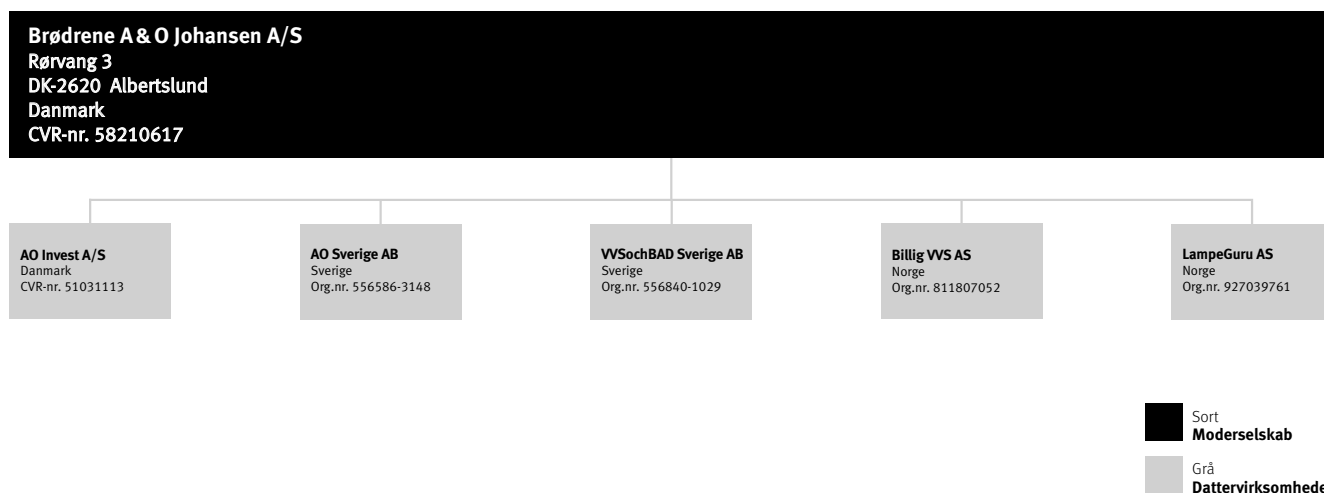 Brødrene A & O Johansen A/S
Rørvang 3
DK-2620 Albertslund
Danmark
CVR-nr. 58210617
AO Invest A/S
Danmark
CVR-nr. 51031113
AO Sverige AB
Sverige
Org.nr. 556586-3148
VVSochBAD Sverige AB
Sverige
Org.nr. 556840-1029
Billig VVS AS
Norge
Org.nr. 811807052
LampeGuru AS
Norge
Org.nr. 927039761
Sort
Moderselskab
Grå
Dattervirksomhede